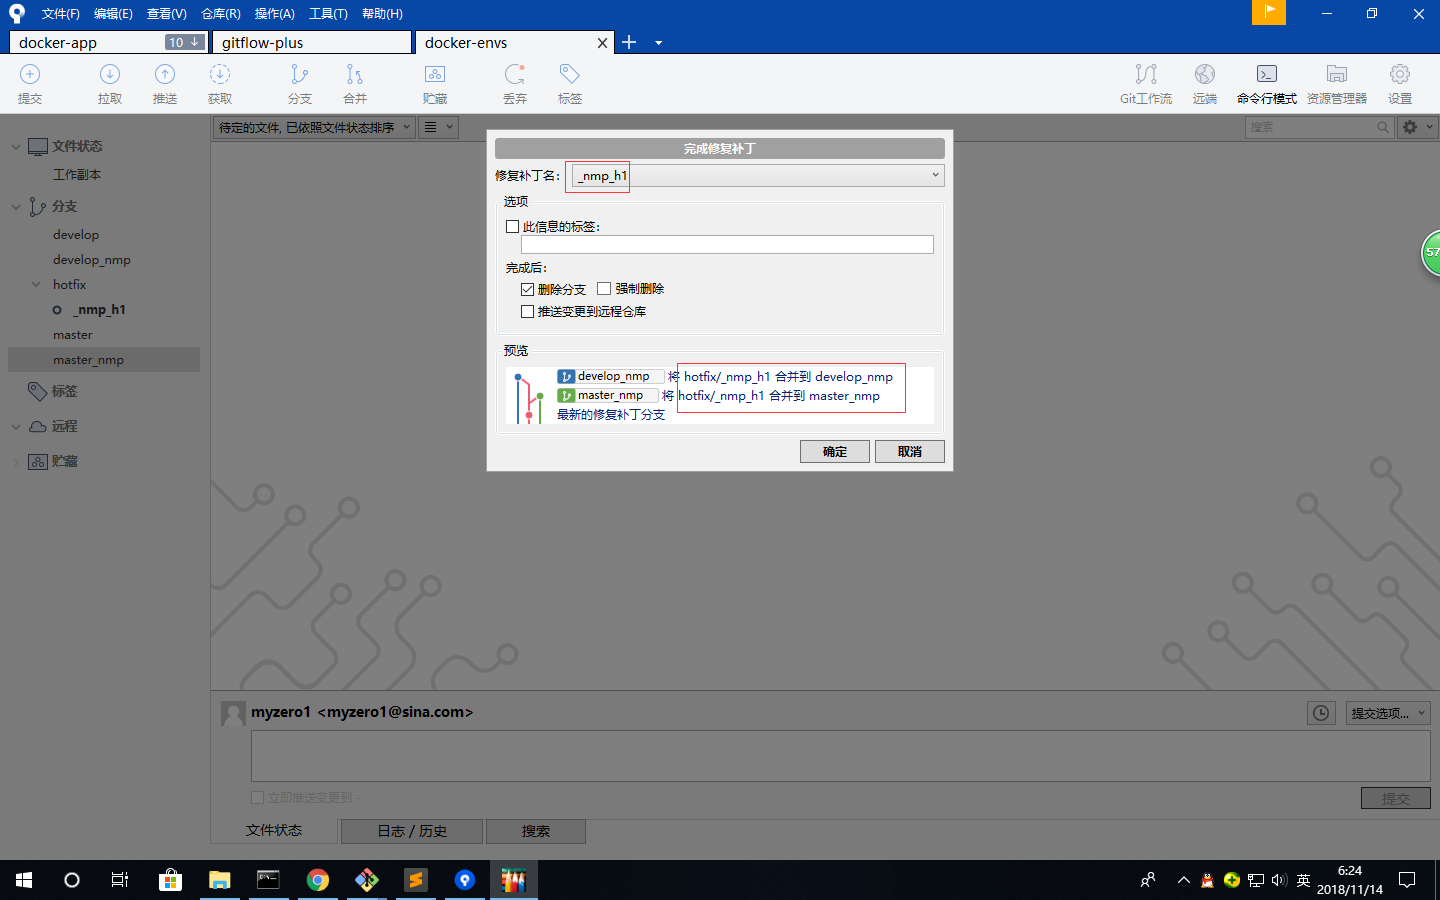 文件(F) 编辑(E) 查看(V) 仓库(R) 操作(A) 工具(T) 帮助(H)
docker-app 10 ↓ gitflow-plus docker-envs
提交 拉取 推送 获取 分支 合并 贮藏 丢弃 标签 Git工作流 远端 命令行模式 资源管理器 设置
待定的文件, 已依照文件状态排序 搜索
文件状态
工作副本
分支
develop
develop_nmp
hotfix
_nmp_h1
master
master_nmp
标签
远程
贮藏
完成修复补丁
修复补丁名: _nmp_h1
选项
此信息的标签:
完成后:
删除分支 强制删除
推送变更到远程仓库
预览
develop_nmp 将 hotfix/_nmp_h1 合并到 develop_nmp
master_nmp 将 hotfix/_nmp_h1 合并到 master_nmp
最新的修复补丁分支
确定 取消
57
myzero1 <myzero1@sina.com> 提交选项...
立即推送变更到 -
提交
文件状态 日志 / 历史 搜索
英 6:24
2018/11/14